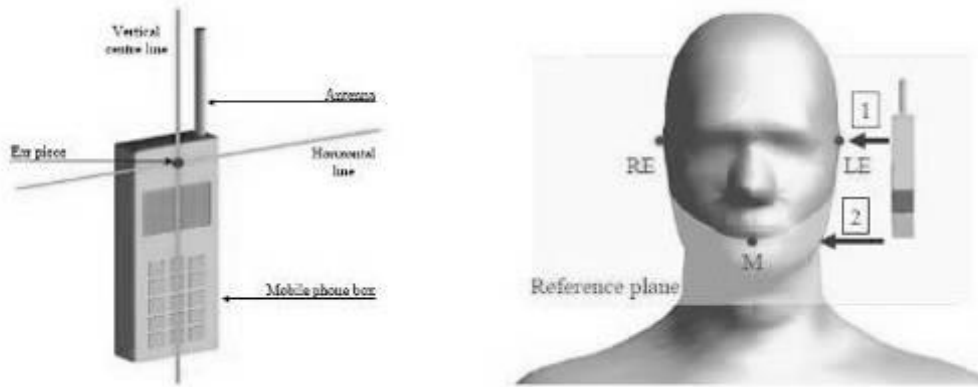 Vertical
centre line
Antenna
Ear piece
Horizontal
line
Mobile phone box
1
RE
LE
2
M
Reference plane